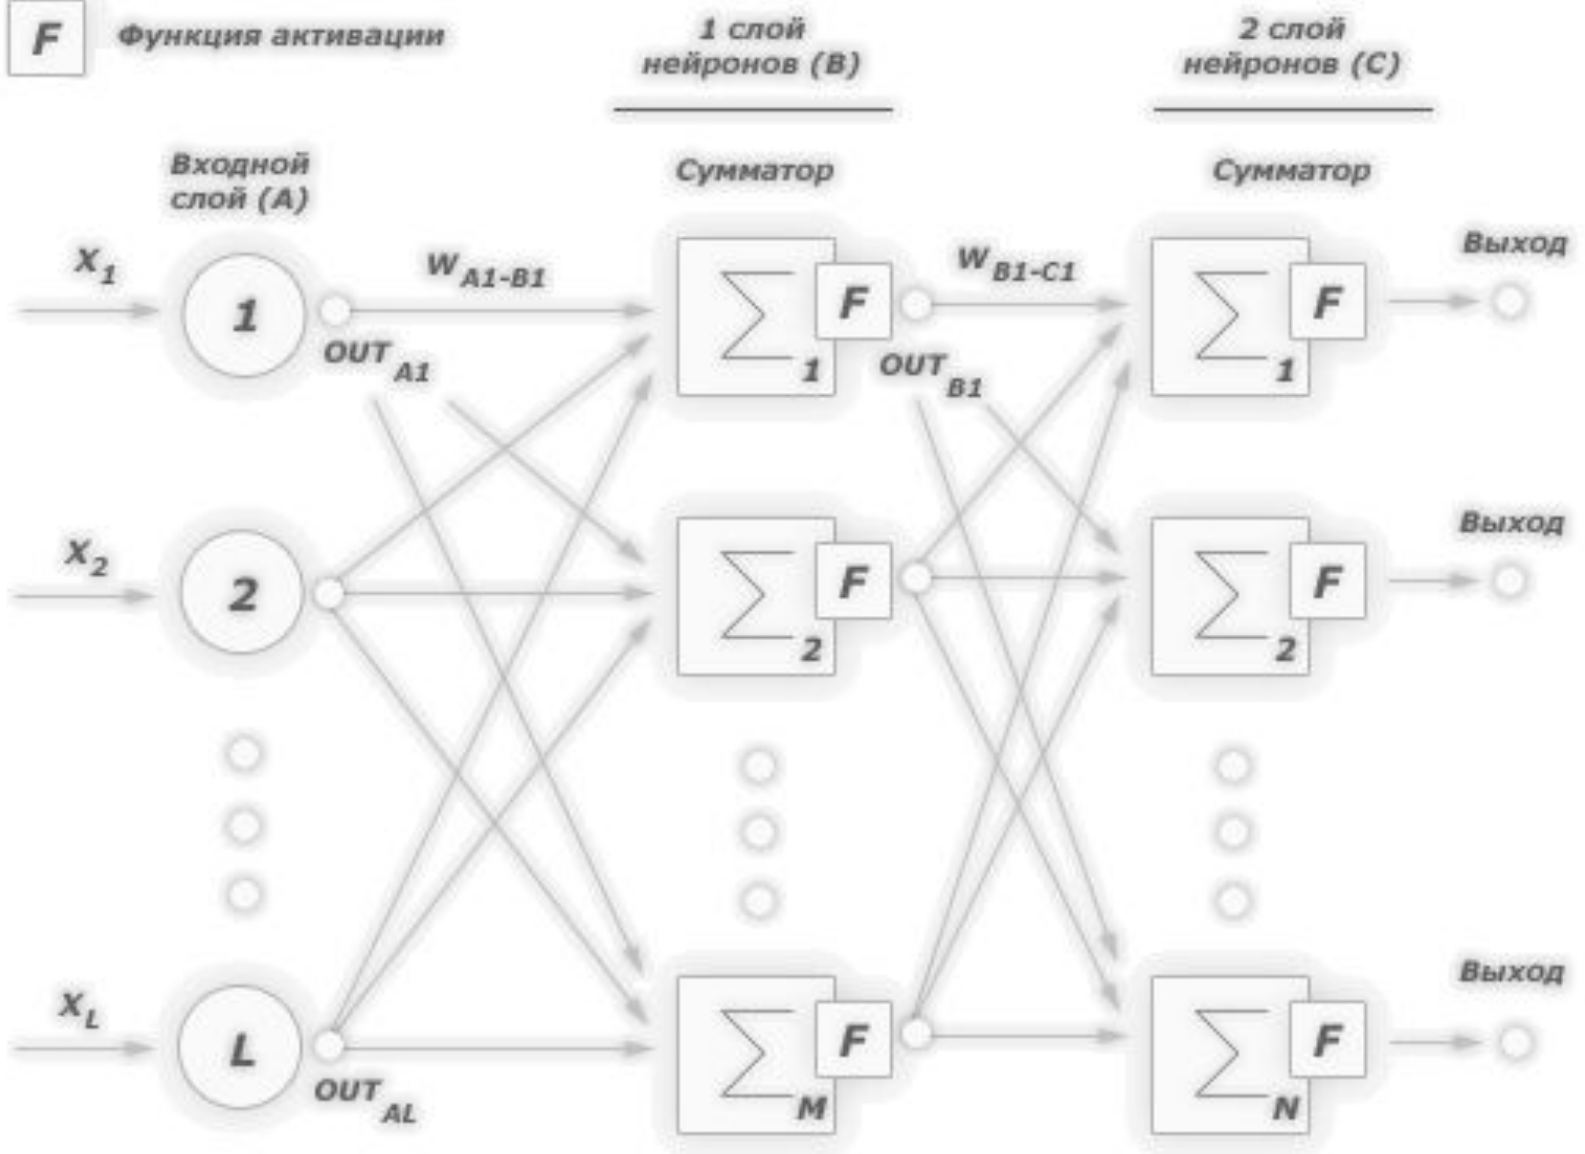 F Функция активации
1 слой
нейронов (B)
2 слой
нейронов (C)
Входной
слой (A)
Сумматор
Сумматор
X1
1
OUT A1
W A1-B1
Σ 1 F
OUT B1
W B1-C1
Σ 1 F
Выход
X2
2
Σ 2 F
Σ 2 F
Выход
XL
L
OUT AL
Σ M F
Σ N F
Выход